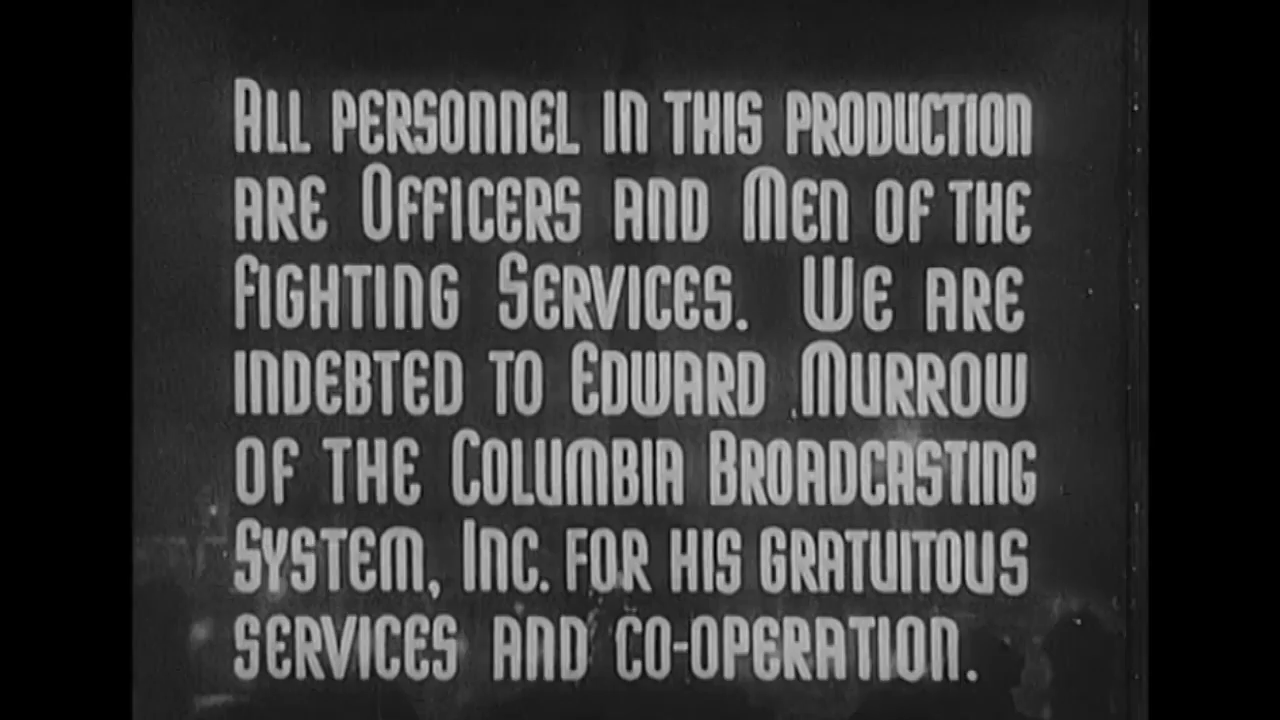 All personnel in this production
are Officers and Men of the
Fighting Services. We are
indebted to Edward Murrow
of the Columbia Broadcasting
System, Inc. for his gratuitous
services and co-operation.